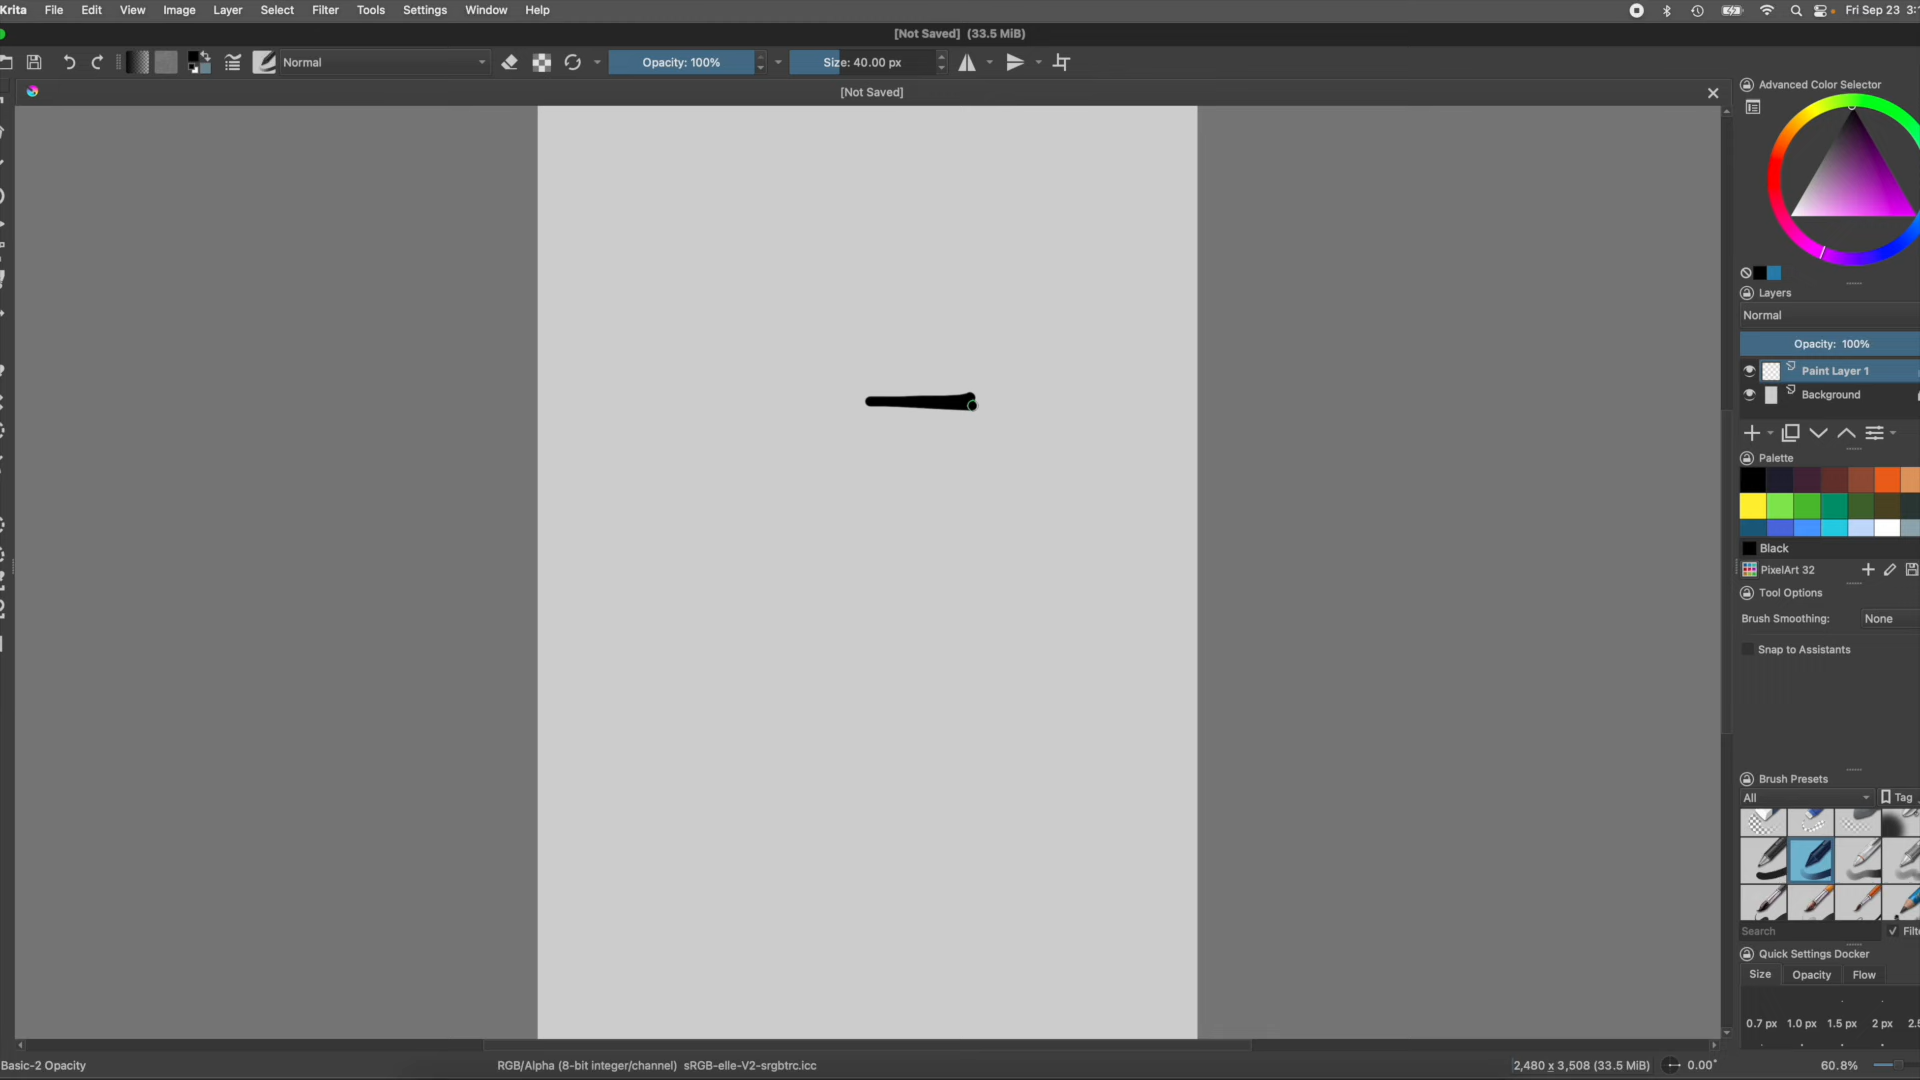 Krita File Edit View Image Layer Select Filter Tools Settings Window Help Fri Sep 23
[Not Saved] (33.5 MiB)
Normal Opacity: 100% Size: 40.00 px
[Not Saved]
Advanced Color Selector
Layers
Normal
Opacity: 100%
Paint Layer 1
Background
Palette
Black
PixelArt 32
Tool Options
Brush Smoothing: None
Snap to Assistants
Brush Presets
All Tag
Search
Quick Settings Docker
Size Opacity Flow
0.7 px 1.0 px 1.5 px 2 px
Basic-2 Opacity RGB/Alpha (8-bit integer/channel) sRGB-elle-V2-srgbtrc.icc 2,480 x 3,508 (33.5 MiB) 0.00° 60.8%